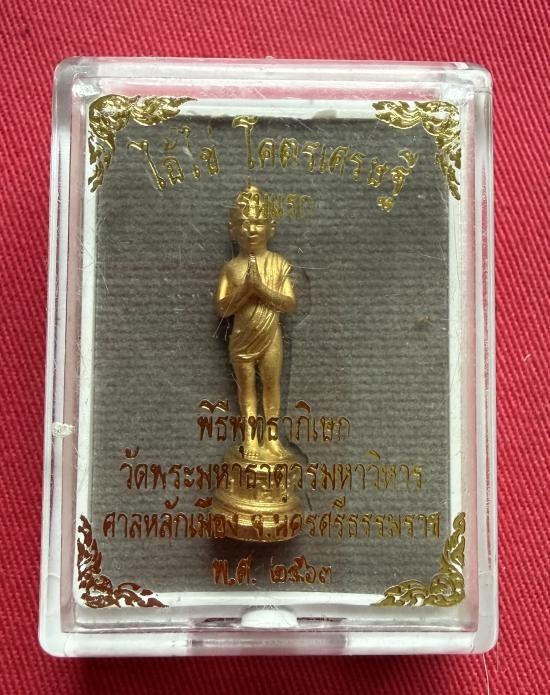 ไอ้ไข่ โคตรเศรษฐี
รุ่นแรก
พิธีพุทธาภิเษก
วัดพระมหาธาตุวรมหาวิหาร
ศาลหลักเมือง จ.นครศรีธรรมราช
พ.ศ. ๒๕๖๓